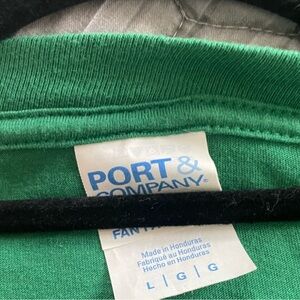 PORT &
COMPANY®
Made in Honduras
Fabriqué au Honduras
Hecho en Honduras
L | G | G